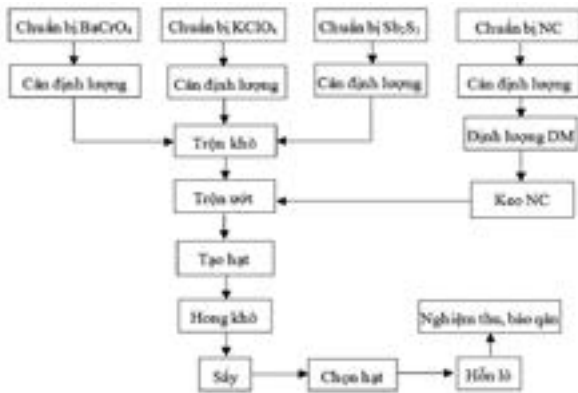 Chuẩn bị BaCrO₄
Chuẩn bị KClO₄
Chuẩn bị Sb₂S₃
Chuẩn bị NC
Cân định lượng
Cân định lượng
Cân định lượng
Cân định lượng
Trộn khô
Định lượng DM
Trộn ướt
Keo NC
Tạo hạt
Hong khô
Nghiệm thu, bảo quản
Sấy
Chọn hạt
Hỗn lô